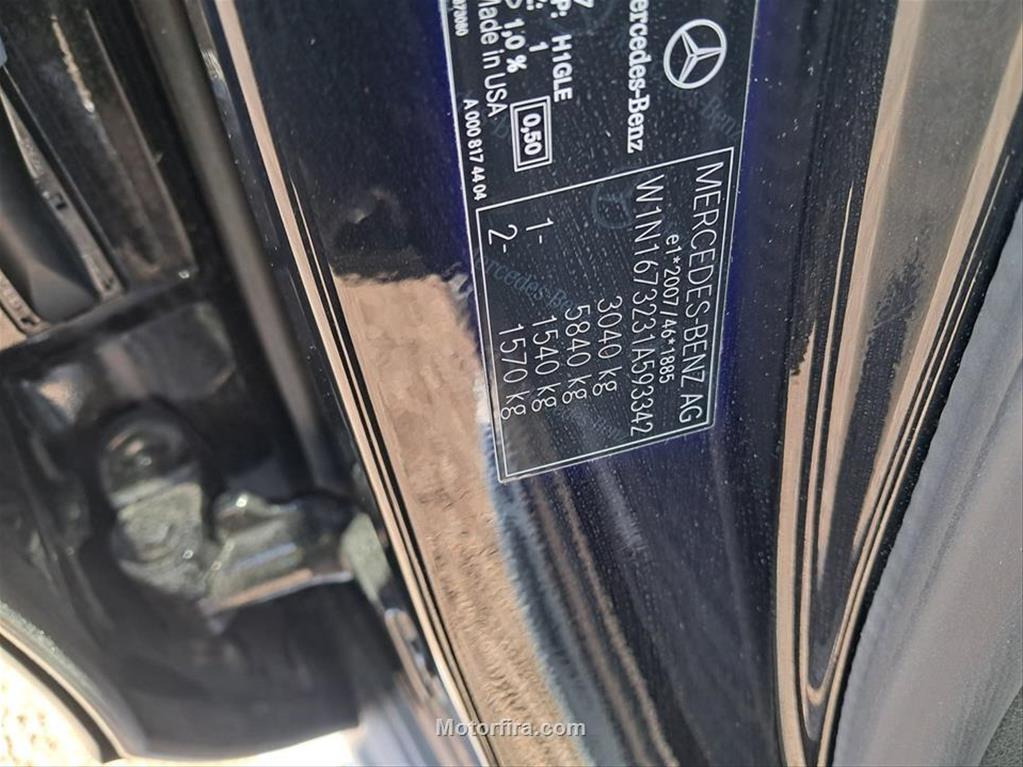 Mercedes-Benz
P: H1GLE
1
1,0 %
0,50
Made in USA
A 000 817 44 04
MERCEDES-BENZ AG
e1*2007/46*1885
W1N1673231A593342
3040 kg
5840 kg
1- 1540 kg
2- 1570 kg
Motorfira.com